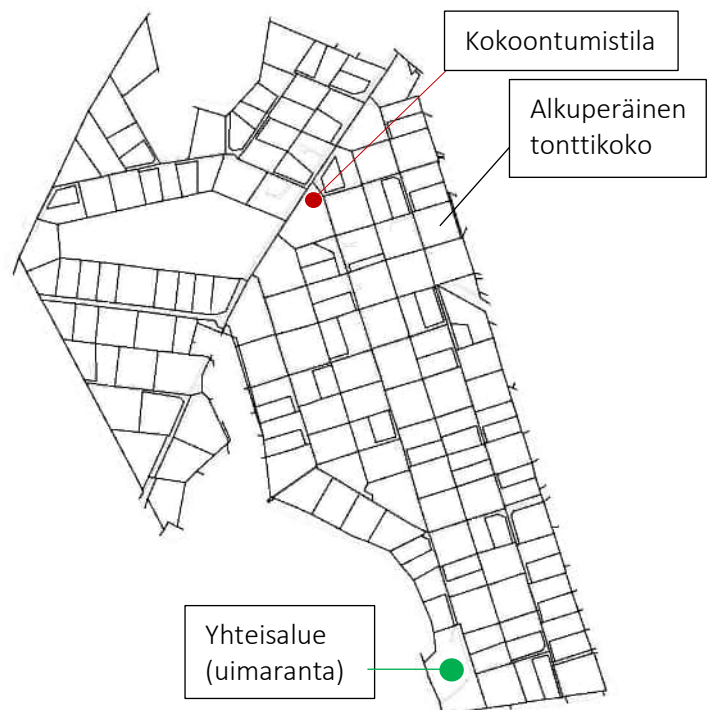 Kokoontumistila
Alkuperäinen
tonttikoko
Yhteisalue
(uimaranta)